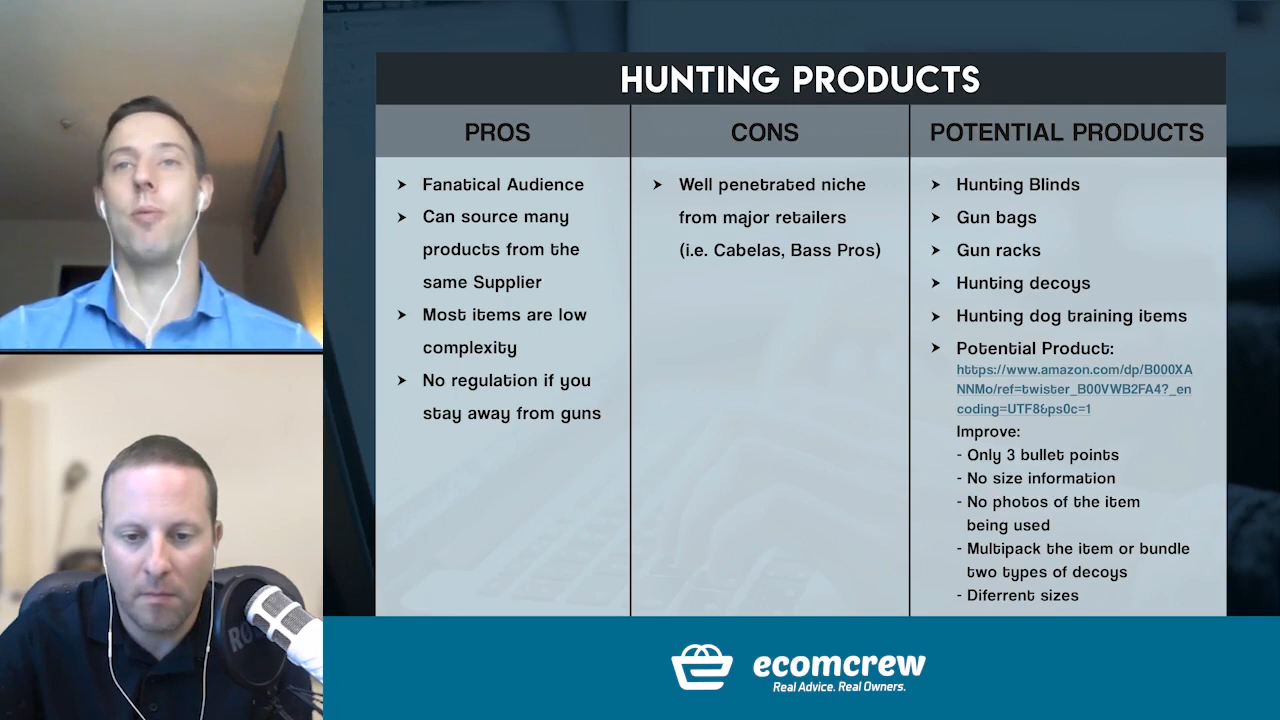 HUNTING PRODUCTS
PROS
Fanatical Audience
Can source many
products from the
same Supplier
Most items are low
complexity
No regulation if you
stay away from guns
CONS
Well penetrated niche
from major retailers
(i.e. Cabelas, Bass Pros)
POTENTIAL PRODUCTS
Hunting Blinds
Gun bags
Gun racks
Hunting decoys
Hunting dog training items
Potential Product:
https://www.amazon.com/dp/B000XA
NNMo/ref=twister_B00VWB2FA4?_en
coding=UTF8&ps0c=1
Improve:
- Only 3 bullet points
- No size information
- No photos of the item
being used
- Multipack the item or bundle
two types of decoys
- Diferrent sizes
ecomcrew
Real Advice. Real Owners.